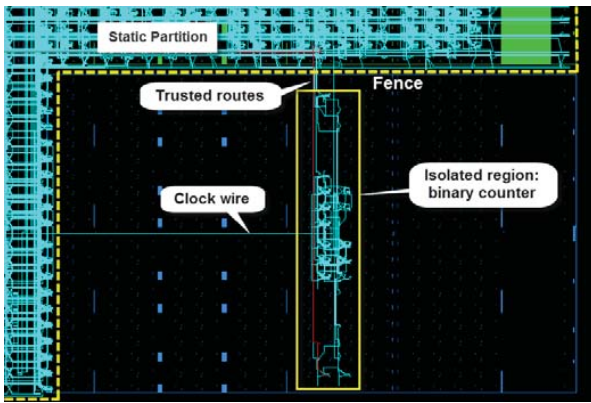 Static Partition
Trusted routes
Fence
Clock wire
Isolated region:
binary counter